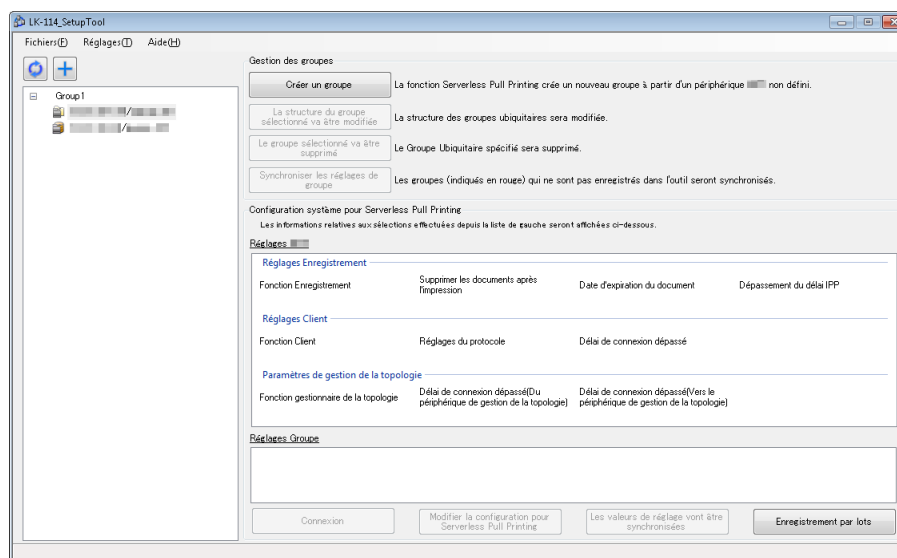 LK-114_SetupTool
Fichiers(F) Réglages(T) Aide(H)
Gestion des groupes
Créer un groupe
La fonction Serverless Pull Printing crée un nouveau groupe à partir d'un périphérique non défini.
Group1
/
/
La structure du groupe
sélectionné va être modifiée
La structure des groupes ubiquitaires sera modifiée.
Le groupe sélectionné va être
supprimé
Le Groupe Ubiquitaire spécifié sera supprimé.
Synchroniser les réglages de
groupe
Les groupes (indiqués en rouge) qui ne sont pas enregistrés dans l'outil seront synchronisés.
Configuration système pour Serverless Pull Printing
Les informations relatives aux sélections effectuées depuis la liste de gauche seront affichées ci-dessous.
Réglages
Réglages Enregistrement
Fonction Enregistrement
Supprimer les documents après
l'impression
Date d'expiration du document
Dépassement du délai IPP
Réglages Client
Fonction Client
Réglages du protocole
Délai de connexion dépassé
Paramètres de gestion de la topologie
Fonction gestionnaire de la topologie
Délai de connexion dépassé(Du
périphérique de gestion de la topologie)
Délai de connexion dépassé(Vers le
périphérique de gestion de la topologie)
Réglages Groupe
Connexion
Modifier la configuration pour
Serverless Pull Printing
Les valeurs de réglage vont être
synchronisées
Enregistrement par lots